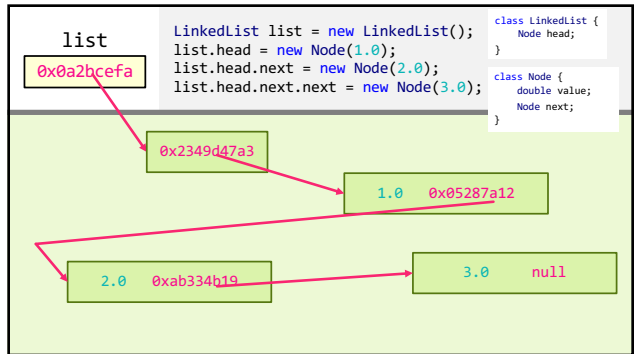 list
0x0a2bcefa
LinkedList list = new LinkedList();
list.head = new Node(1.0);
list.head.next = new Node(2.0);
list.head.next.next = new Node(3.0);
class LinkedList {
Node head;
}
class Node {
double value;
Node next;
}
0x2349d47a3
1.0 0x05287a12
2.0 0xab334b19
3.0 null